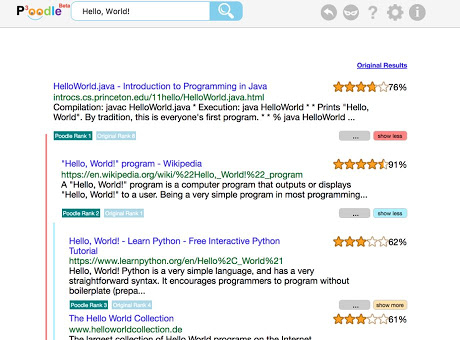 P³oodle Beta
Hello, World!
?
i
Original Results
HelloWorld.java - Introduction to Programming in Java
76%
introcs.cs.princeton.edu/11hello/HelloWorld.java.html
Compilation: javac HelloWorld.java * Execution: java HelloWorld * * Prints "Hello,
World". By tradition, this is everyone's first program. * * % java HelloWorld ...
Poodle Rank 1 Original Rank 6 ... show less
"Hello, World!" program - Wikipedia
91%
https://en.wikipedia.org/wiki/%22Hello,_World!%22_program
A "Hello, World!" program is a computer program that outputs or displays
"Hello, World!" to a user. Being a very simple program in most programming...
Poodle Rank 2 Original Rank 1 ... show less
Hello, World! - Learn Python - Free Interactive Python
Tutorial
62%
https://www.learnpython.org/en/Hello%2C_World%21
Hello, World! Python is a very simple language, and has a very
straightforward syntax. It encourages programmers to program without
boilerplate (prepa...
Poodle Rank 3 Original Rank 4 ... show more
The Hello World Collection
61%
www.helloworldcollection.de
The largest collection of Hello World programs on the Internet.